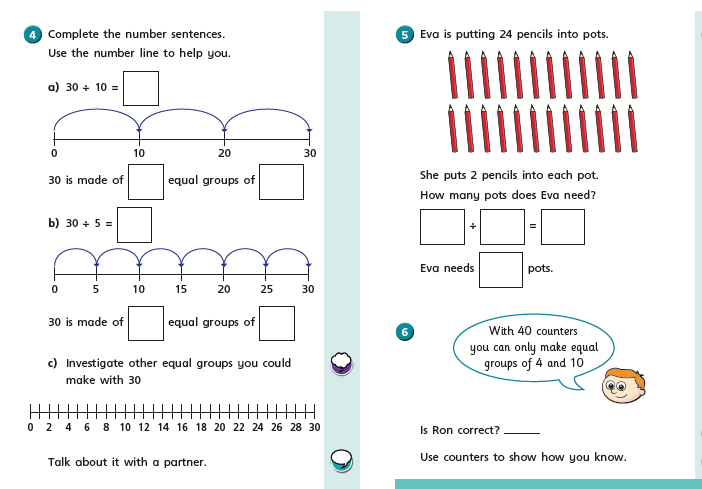 4 Complete the number sentences.
Use the number line to help you.
a) 30 ÷ 10 =
0 10 20 30
30 is made of equal groups of
b) 30 ÷ 5 =
0 5 10 15 20 25 30
30 is made of equal groups of
c) Investigate other equal groups you could
make with 30
0 2 4 6 8 10 12 14 16 18 20 22 24 26 28 30
Talk about it with a partner.
5 Eva is putting 24 pencils into pots.
She puts 2 pencils into each pot.
How many pots does Eva need?
÷ =
Eva needs pots.
6 With 40 counters
you can only make equal
groups of 4 and 10
Is Ron correct? ______
Use counters to show how you know.